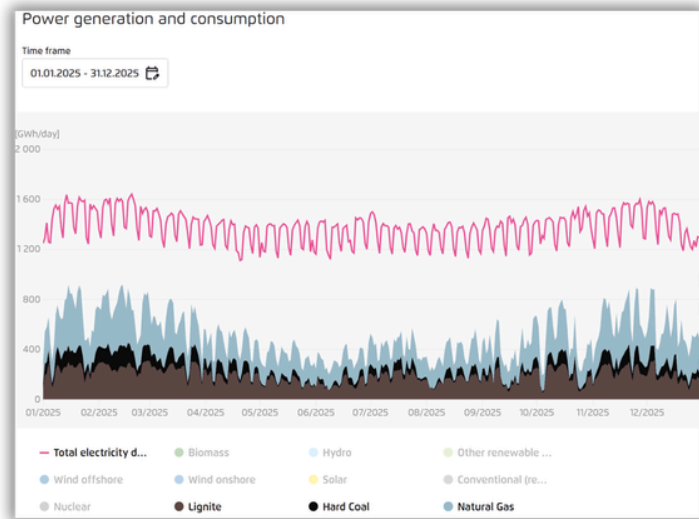 Power generation and consumption
Time frame
01.01.2025 - 31.12.2025
[GWh/day]
2 000
1 600
1 200
800
400
0
01/2025 02/2025 03/2025 04/2025 05/2025 06/2025 07/2025 08/2025 09/2025 10/2025 11/2025 12/2025
Total electricity d... Biomass Hydro Other renewable ...
Wind offshore Wind onshore Solar Conventional (re...
Nuclear Lignite Hard Coal Natural Gas